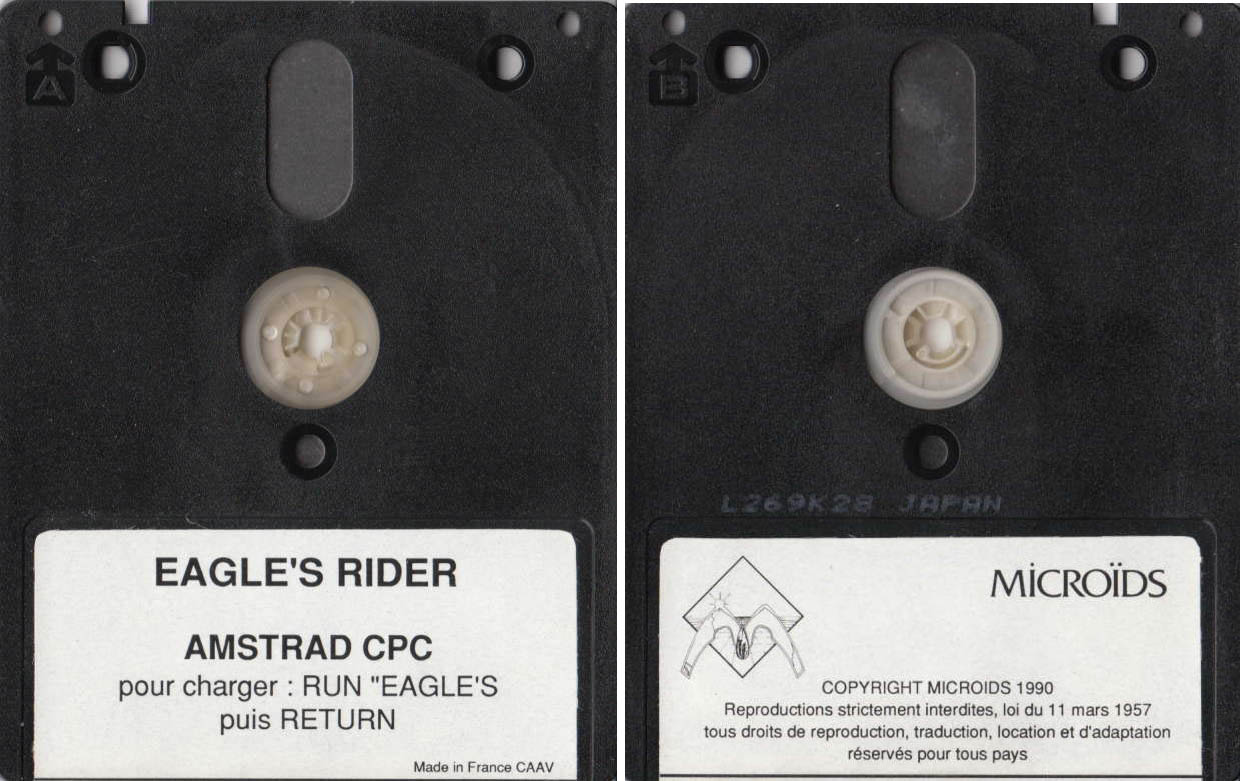 A
EAGLE'S RIDER
AMSTRAD CPC
pour charger : RUN "EAGLE'S
puis RETURN
Made in France CAAV
B
L269K28 JAPAN
MiCROÏDS
COPYRIGHT MICROIDS 1990
Reproductions strictement interdites, loi du 11 mars 1957
tous droits de reproduction, traduction, location et d'adaptation
réservés pour tous pays